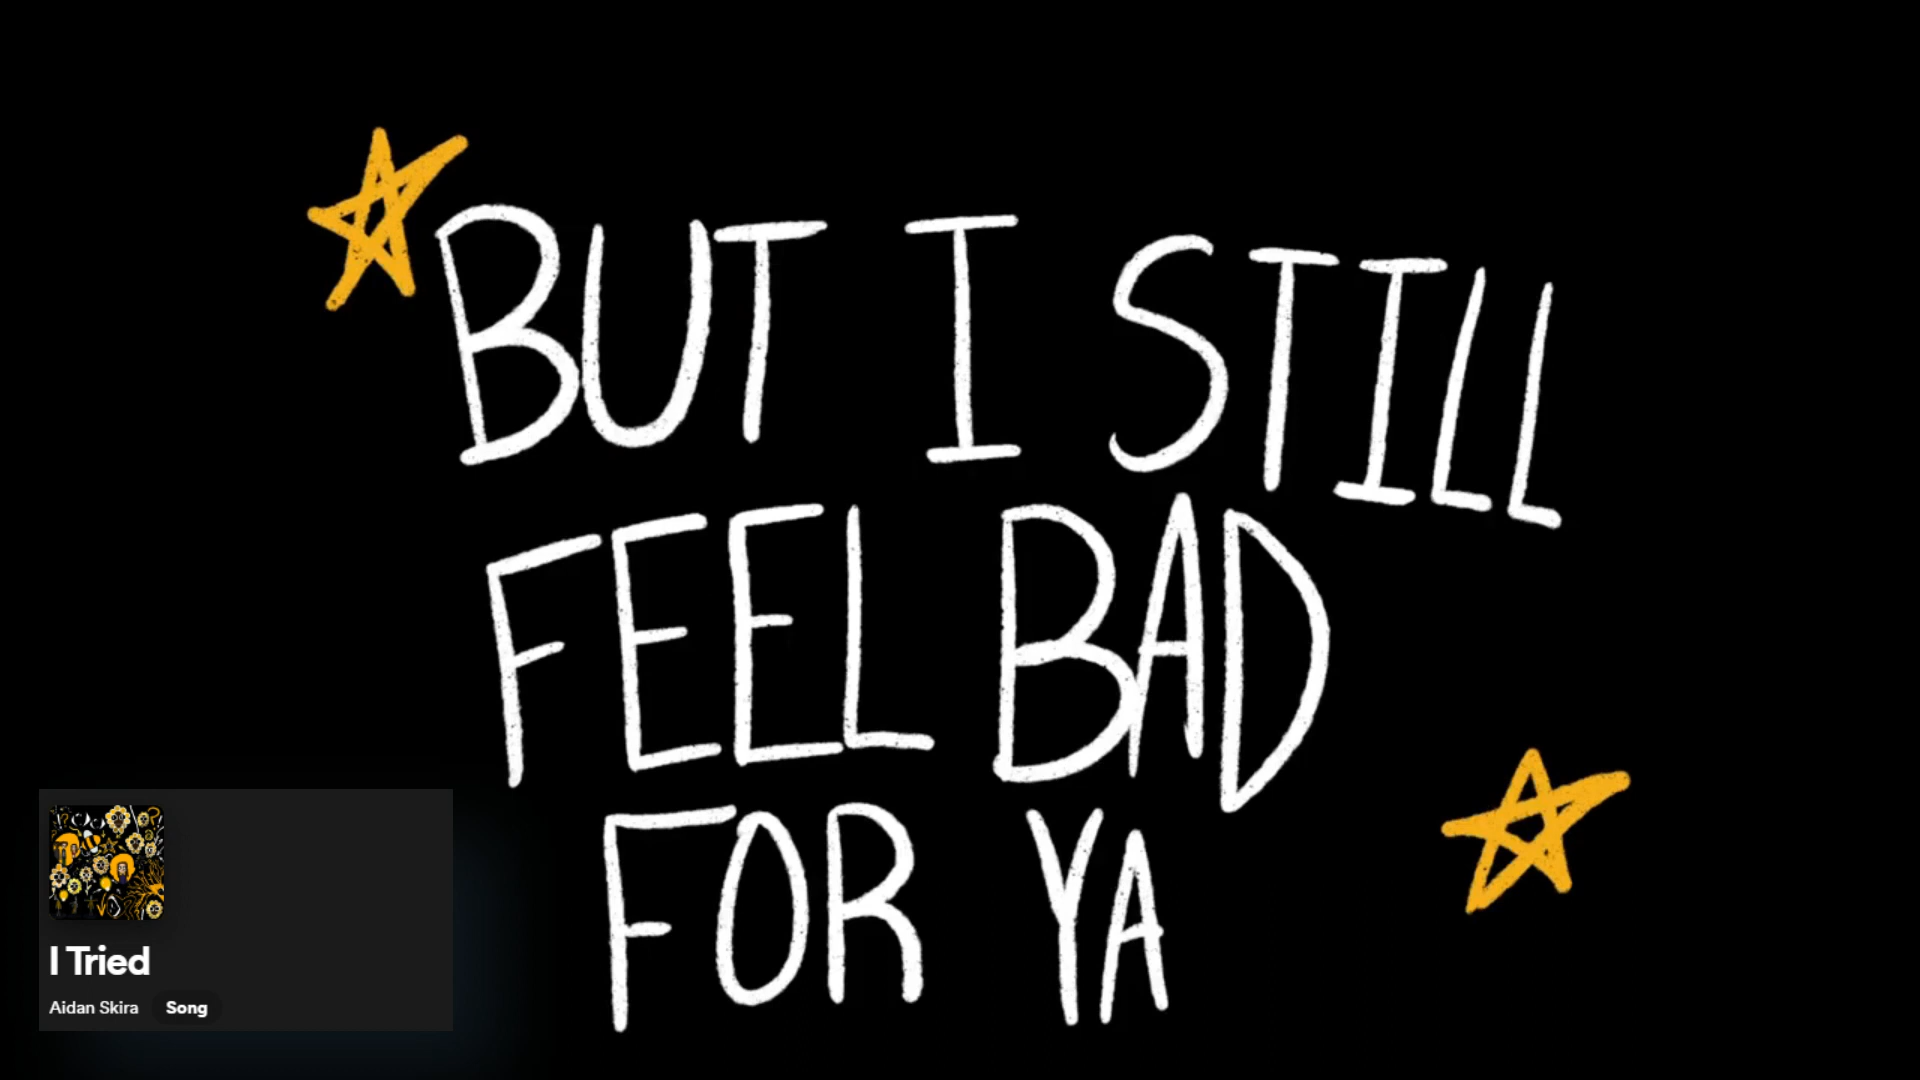 BUT I STILL
FEEL BAD
FOR YA
I Tried
Aidan Skira Song